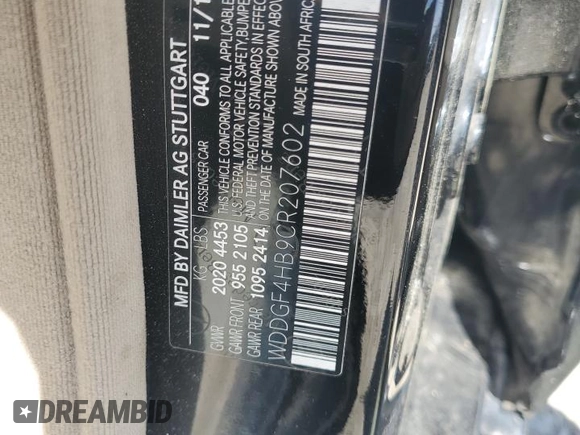 MFD BY DAIMLER AG STUTTGART
PASSENGER CAR 040 11/1
KG LBS THIS VEHICLE CONFORMS TO ALL APPLICABLE
GVWR 2020 4453 U.S. FEDERAL MOTOR VEHICLE SAFETY, BUMPER
GAWR FRONT 955 2105 AND THEFT PREVENTION STANDARDS IN EFFECT
GAWR REAR 1095 2414 ON THE DATE OF MANUFACTURE SHOWN ABOVE
WDDGF4HB9CR207602 MADE IN SOUTH AFRICA
DREAMBID